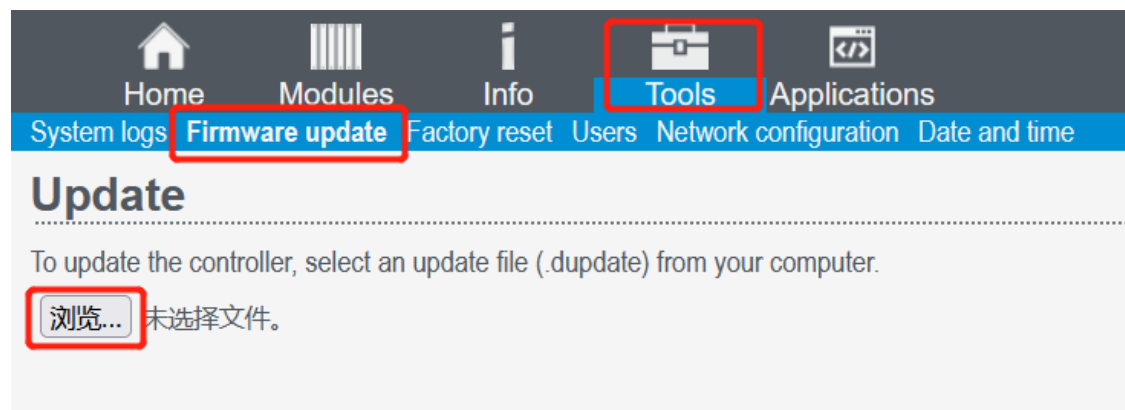 Home Modules Info Tools Applications
System logs Firmware update Factory reset Users Network configuration Date and time
Update
To update the controller, select an update file (.dupdate) from your computer.
浏览... 未选择文件。